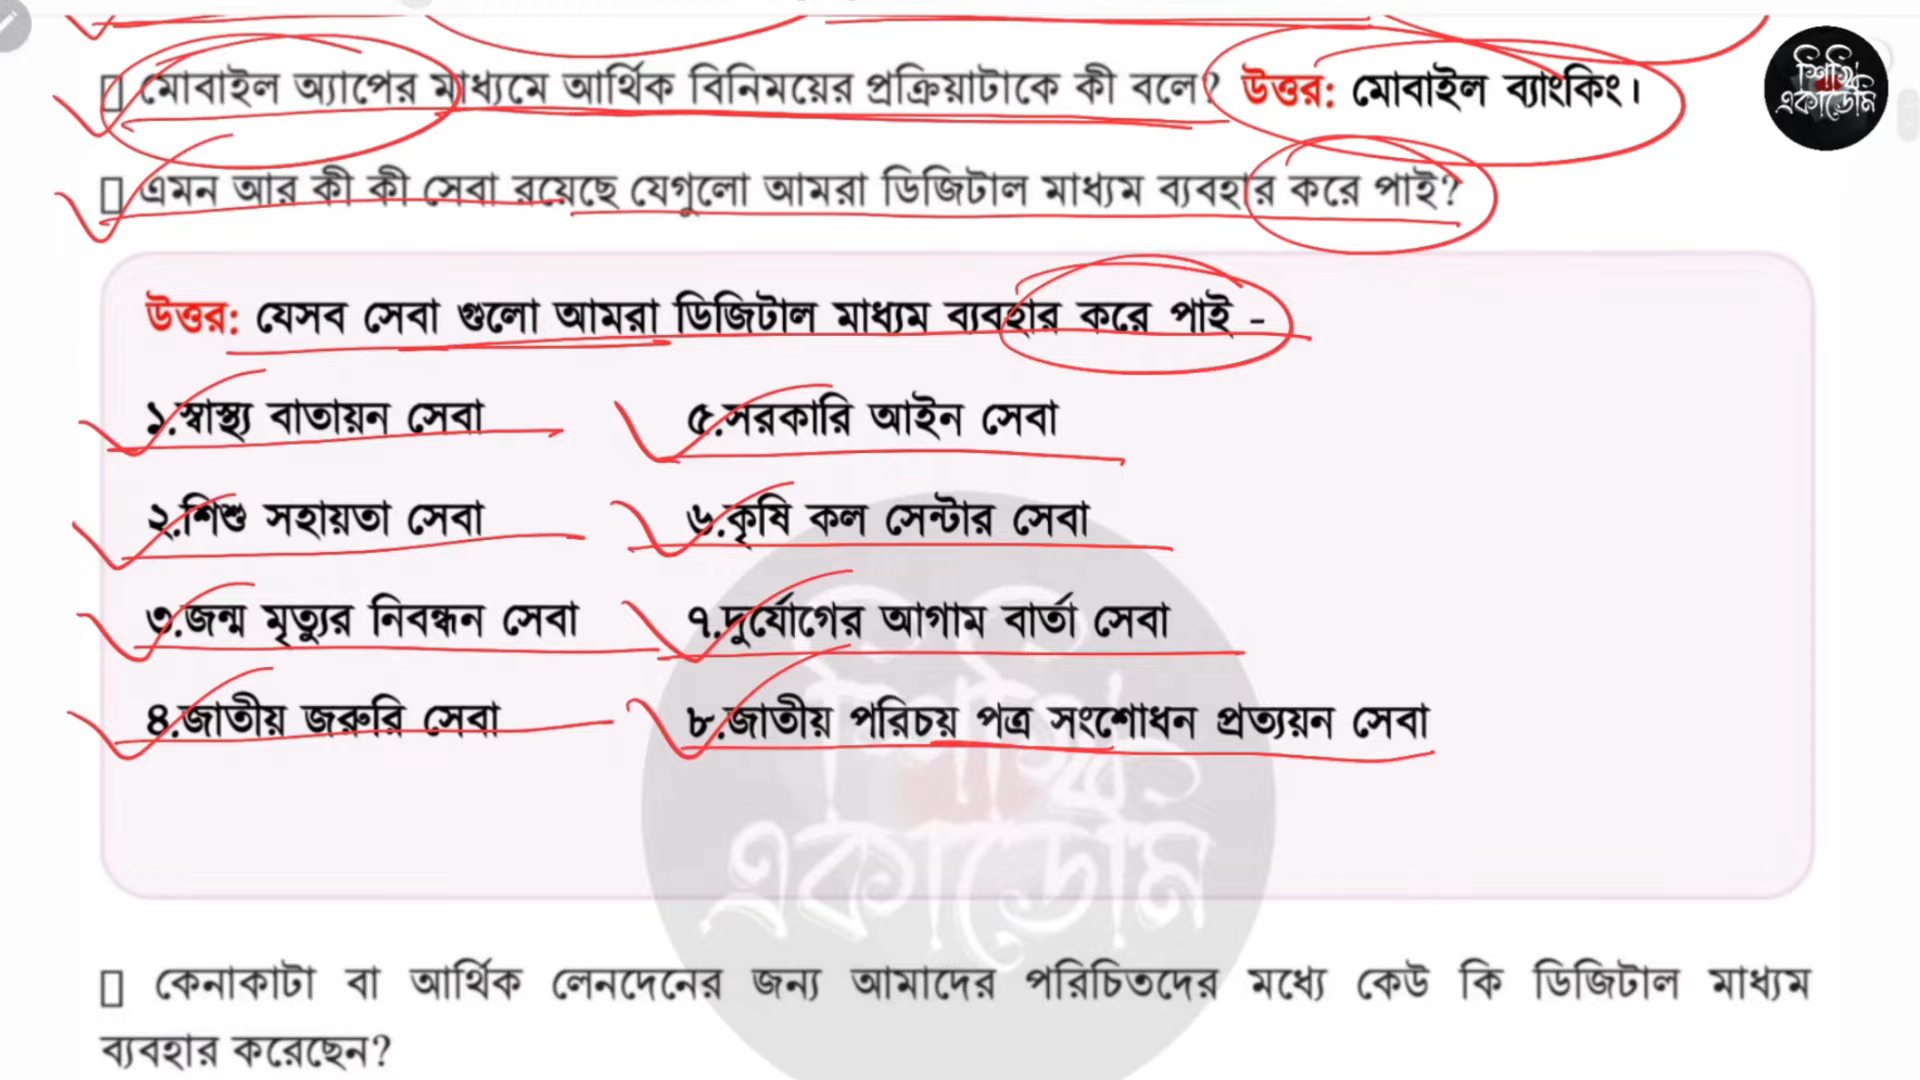 ▯ মোবাইল অ্যাপের মাধ্যমে আর্থিক বিনিময়ের প্রক্রিয়াটাকে কী বলে? উত্তর: মোবাইল ব্যাংকিং।
▯ এমন আর কী কী সেবা রয়েছে যেগুলো আমরা ডিজিটাল মাধ্যম ব্যবহার করে পাই?
উত্তর: যেসব সেবা গুলো আমরা ডিজিটাল মাধ্যম ব্যবহার করে পাই -
১.স্বাস্থ্য বাতায়ন সেবা
২.শিশু সহায়তা সেবা
৩.জন্ম মৃত্যুর নিবন্ধন সেবা
৪.জাতীয় জরুরি সেবা
৫.সরকারি আইন সেবা
৬.কৃষি কল সেন্টার সেবা
৭.দুর্যোগের আগাম বার্তা সেবা
৮.জাতীয় পরিচয় পত্র সংশোধন প্রত্যয়ন সেবা
▯ কেনাকাটা বা আর্থিক লেনদেনের জন্য আমাদের পরিচিতদের মধ্যে কেউ কি ডিজিটাল মাধ্যম
ব্যবহার করেছেন?